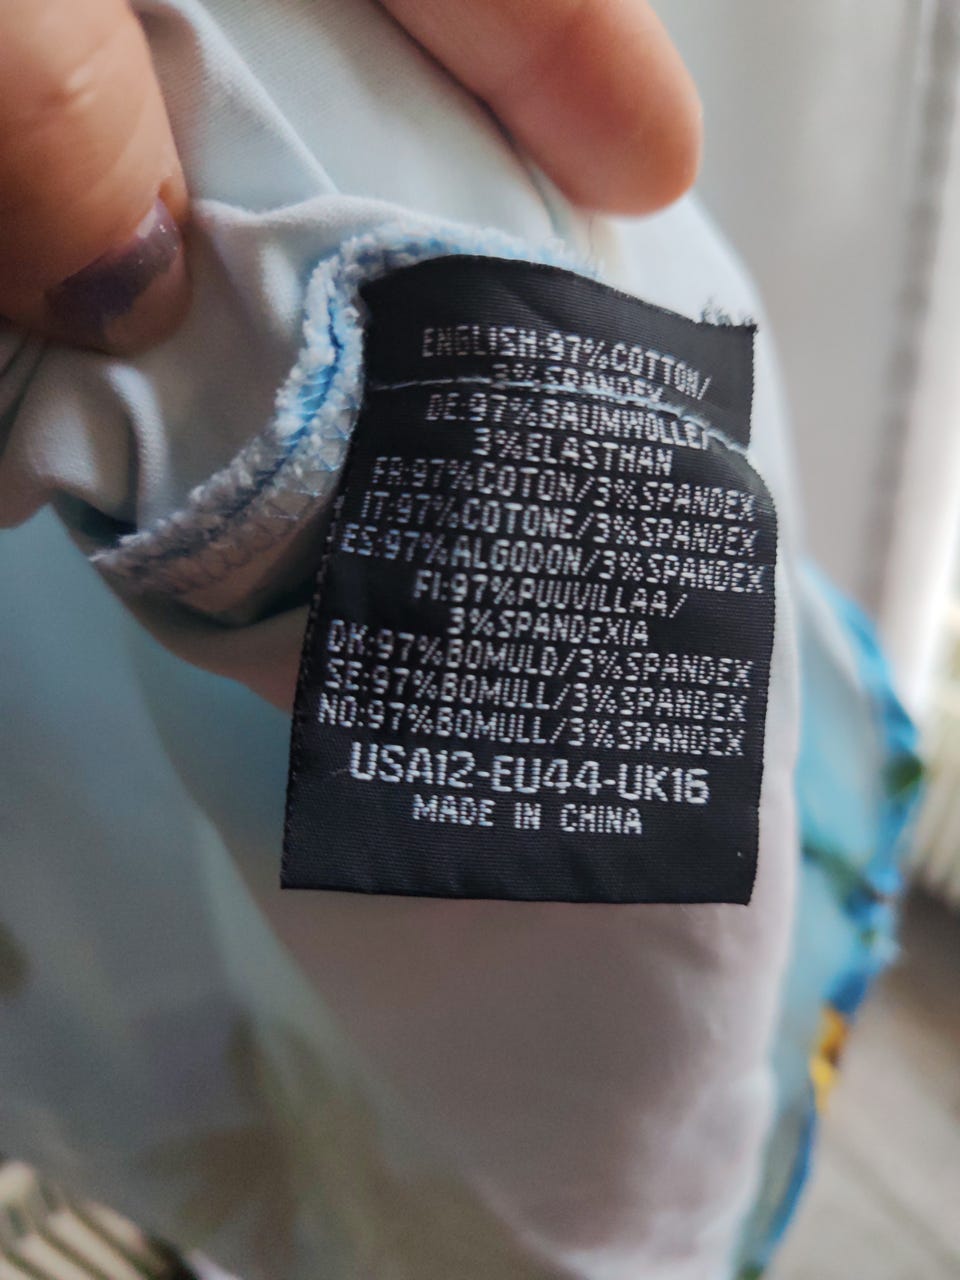 ENGLISH:97%COTTON/
3%SPANDEX
DE:97%BAUMWOLLE/
3%ELASTHAN
FR:97%COTON/3%SPANDEX
IT:97%COTONE/3%SPANDEX
ES:97%ALGODON/3%SPANDEX
FI:97%PUUVILLAA/
3%SPANDEXIA
DK:97%BOMULD/3%SPANDEX
SE:97%BOMULL/3%SPANDEX
NO:97%BOMULL/3%SPANDEX
USA12-EU44-UK16
MADE IN CHINA